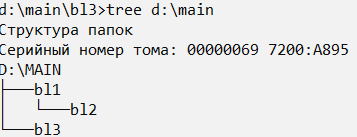 d:\main\bl3>tree d:\main
Структура папок
Серийный номер тома: 00000069 7200:A895
D:\MAIN
├───bl1
│   └───bl2
└───bl3